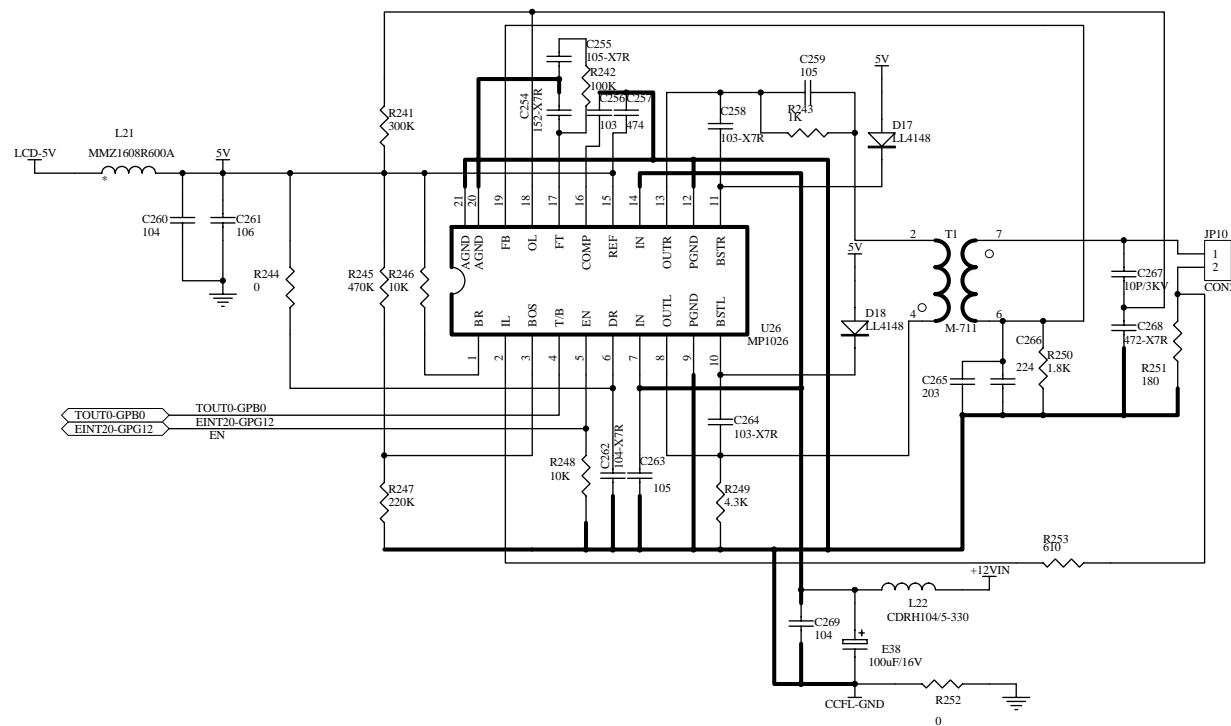 C255
105-X7R
R242
100K
C254
152-X7R
C256
103
C257
474
C259
105
5V
R243
1K
C258
103-X7R
D17
LL4148
R241
300K
L21
LCD-5V
MMZ1608R600A
*
5V
C260
104
C261
106
R244
0
R245
470K
R246
10K
21
20
19
18
17
16
15
14
13
12
11
AGND
AGND
FB
OL
FT
COMP
REF
IN
OUTR
PGND
BSTR
BR
IL
BOS
T/B
EN
DR
IN
OUTL
PGND
BSTL
1
2
3
4
5
6
7
8
9
10
U26
MP1026
5V
D18
LL4148
2
T1
7
4
M-711
6
JP10
1
2
CON2
C267
10P/3KV
C268
472-X7R
C266
224
C265
203
R250
1.8K
R251
180
TOUT0-GPB0
TOUT0-GPB0
EINT20-GPG12
EINT20-GPG12
EN
C264
103-X7R
R248
10K
C262
104-X7R
C263
105
R249
4.3K
R247
220K
R253
610
+12VIN
L22
CDRH104/5-330
C269
104
+
E38
100uF/16V
CCFL-GND
R252
0